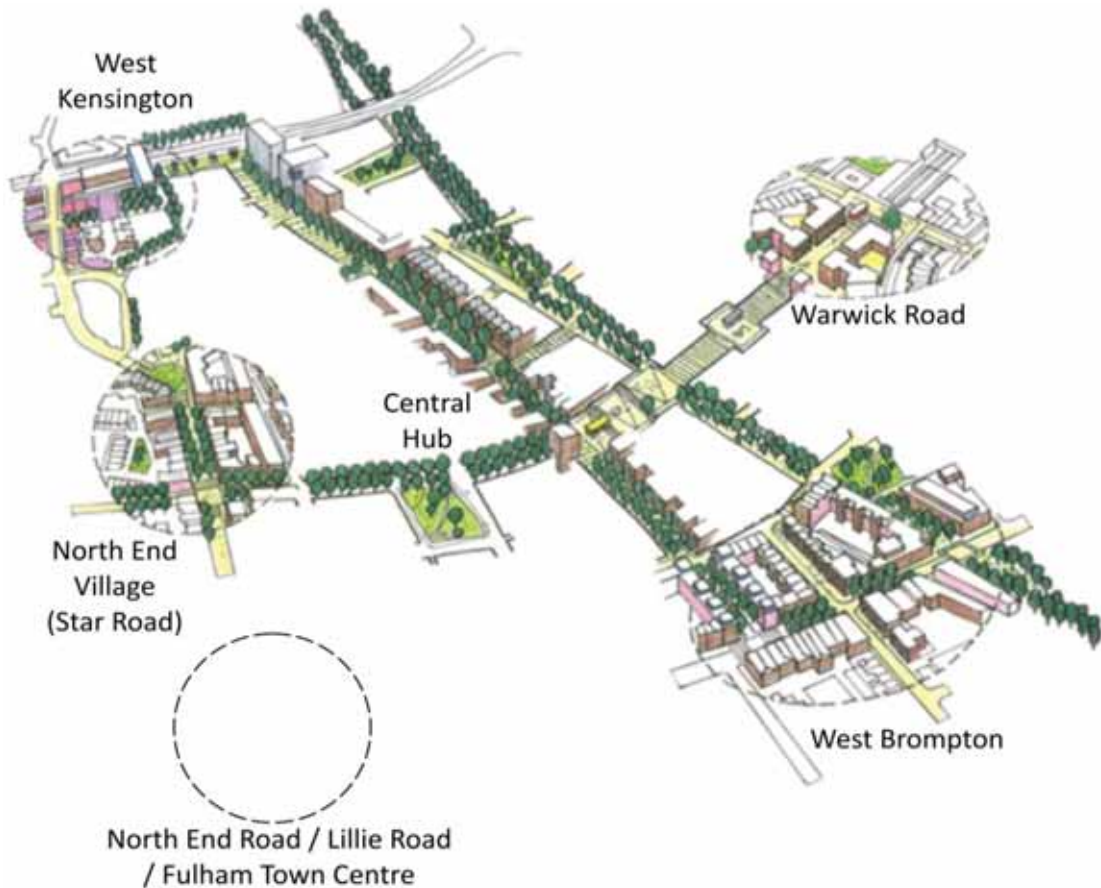 West
Kensington
Warwick Road
Central
Hub
North End
Village
(Star Road)
West Brompton
North End Road / Lillie Road
/ Fulham Town Centre